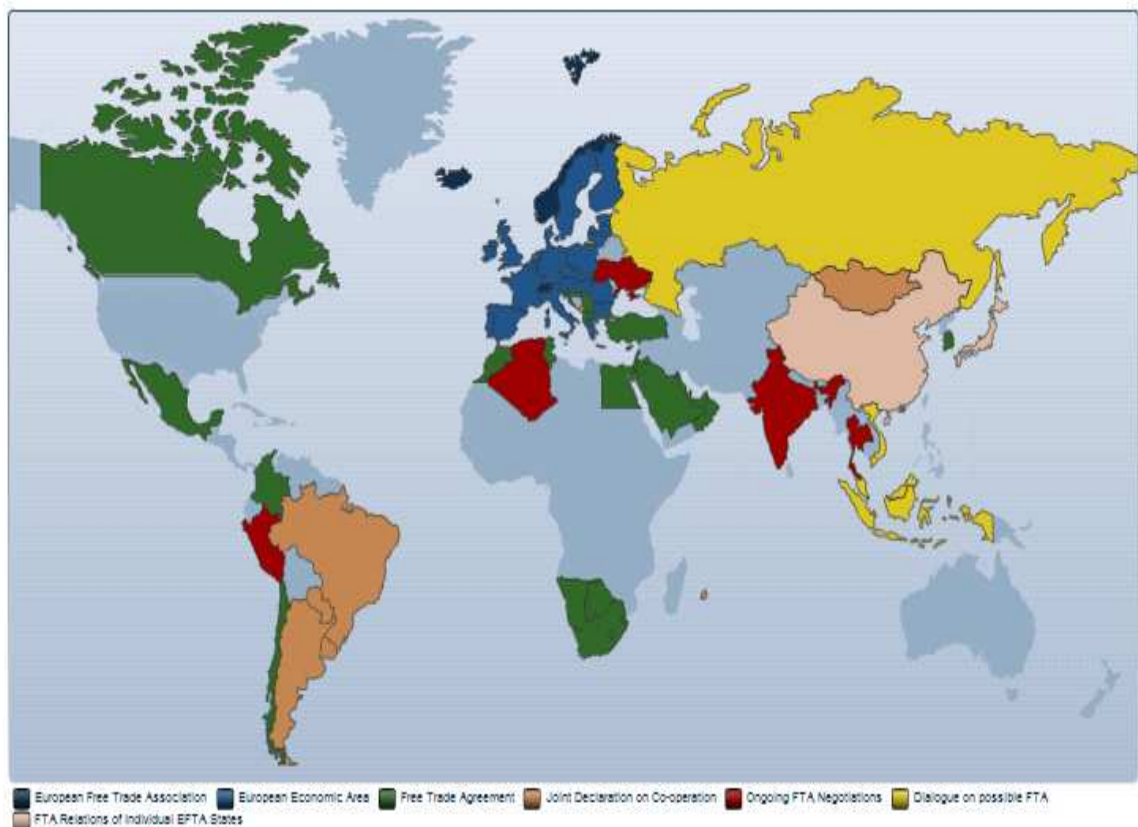 European Free Trade Association European Economic Area Free Trade Agreement Joint Declaration on Co-operation Ongoing FTA Negotiations Dialogue on possible FTA
FTA Relations of Individual EFTA States